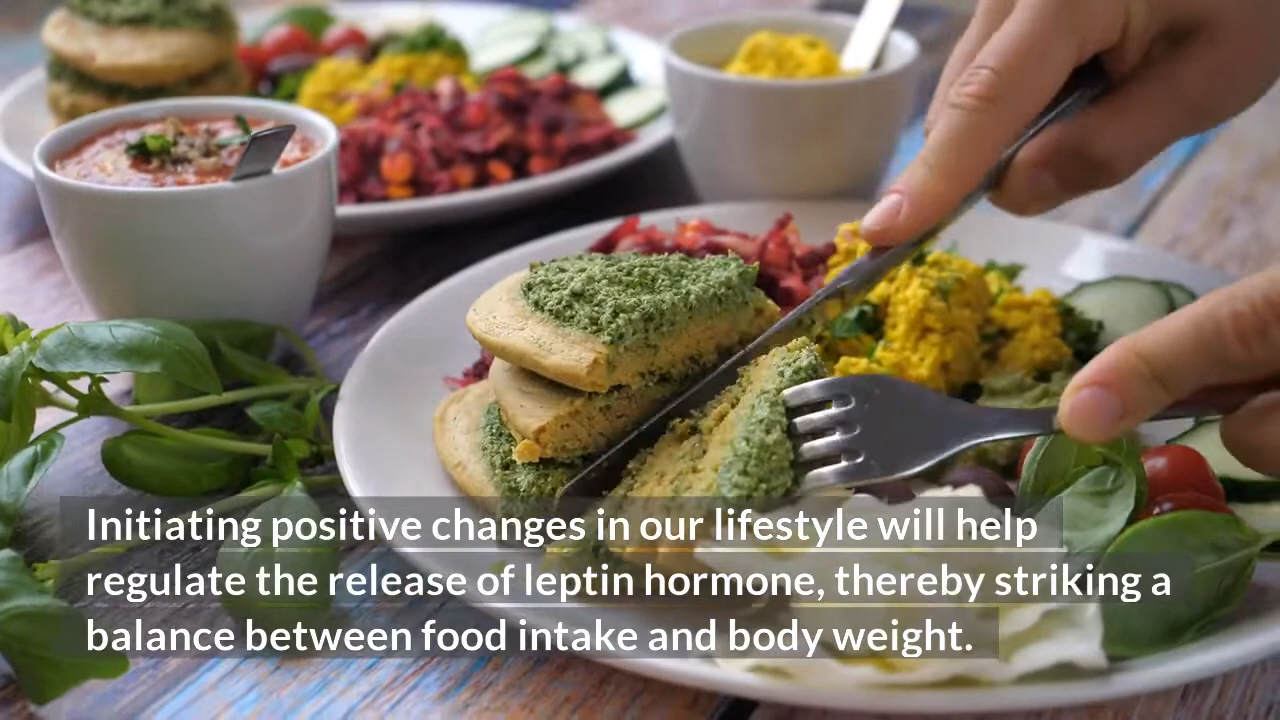 Initiating positive changes in our lifestyle will help
regulate the release of leptin hormone, thereby striking a
balance between food intake and body weight.